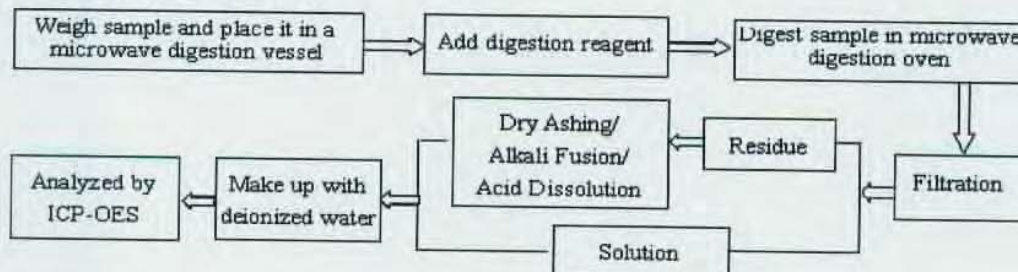 Weigh sample and place it in a
microwave digestion vessel
Add digestion reagent
Digest sample in microwave
digestion oven
Filtration
Residue
Solution
Dry Ashing/
Alkali Fusion/
Acid Dissolution
Make up with
deionized water
Analyzed by
ICP-OES